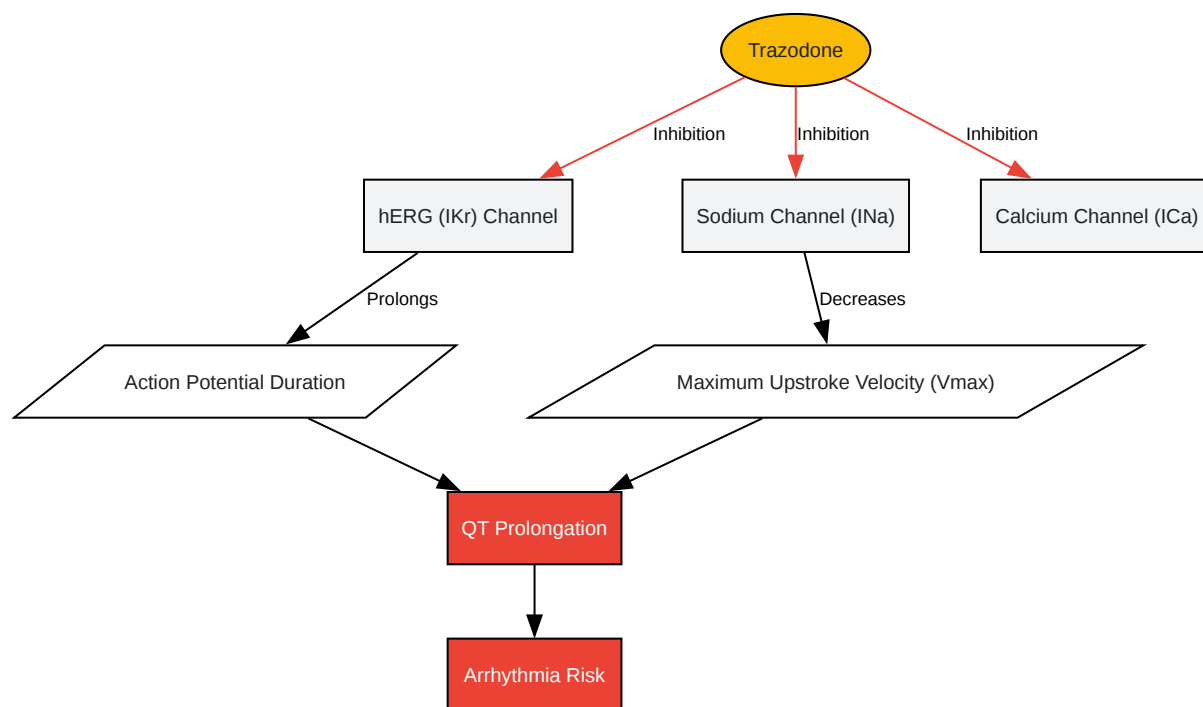 Trazodone
Inhibition
Inhibition
Inhibition
hERG (IKr) Channel
Sodium Channel (INa)
Calcium Channel (ICa)
Prolongs
Decreases
Action Potential Duration
Maximum Upstroke Velocity (Vmax)
QT Prolongation
Arrhythmia Risk